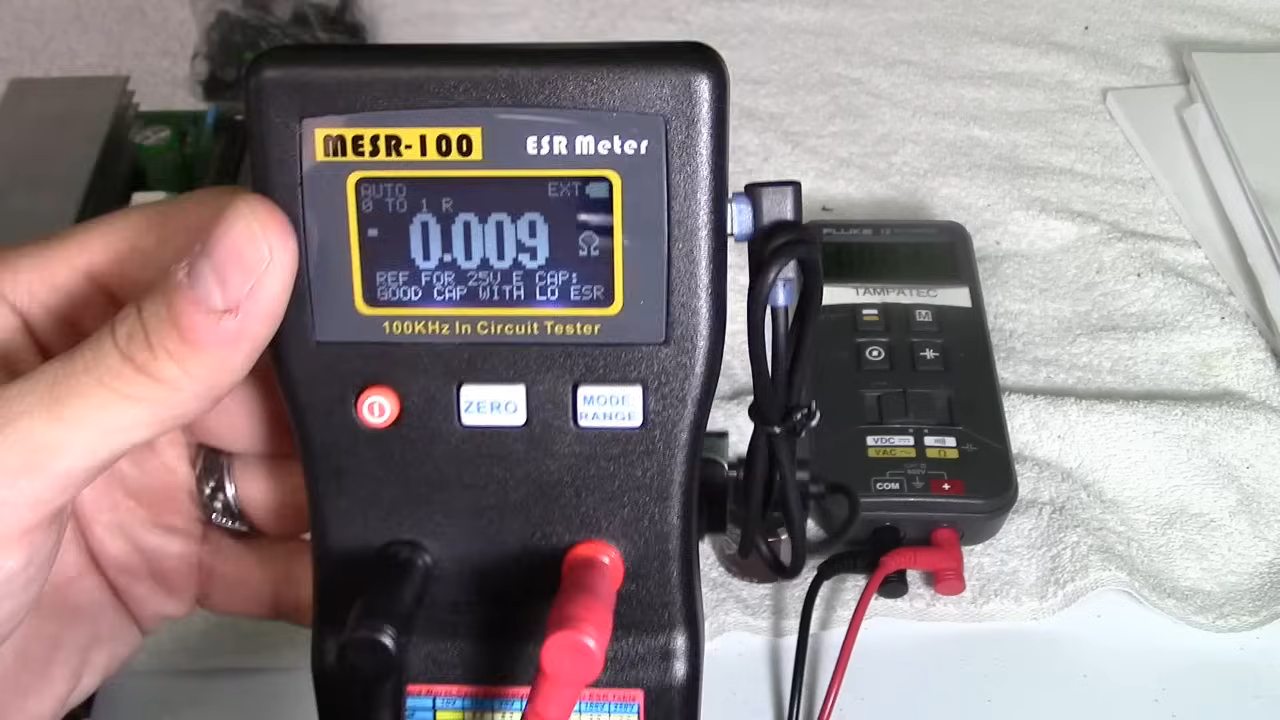 MESR-100
ESR Meter
AUTO
EXT
0 TO 1 R
0.009
Ω
REF FOR 25V E CAP:
GOOD CAP WITH LO ESR
100KHz In Circuit Tester
ZERO
MODE
RANGE
FLUKE 12
TAMPATEC
M
VDC
VAC
Ω
COM
+